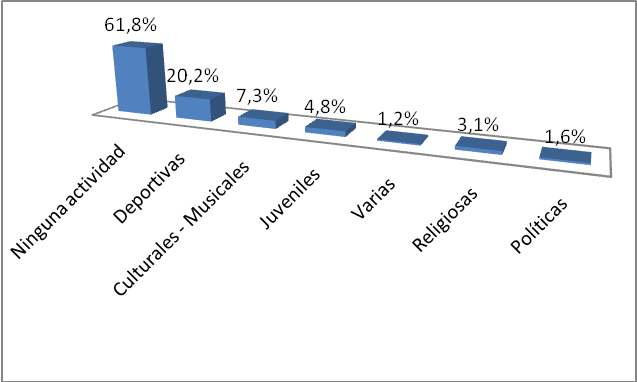 61,8%
20,2%
7,3%
4,8%
1,2%
3,1%
1,6%
Ninguna actividad
Deportivas
Culturales - Musicales
Juveniles
Varias
Religiosas
Políticas